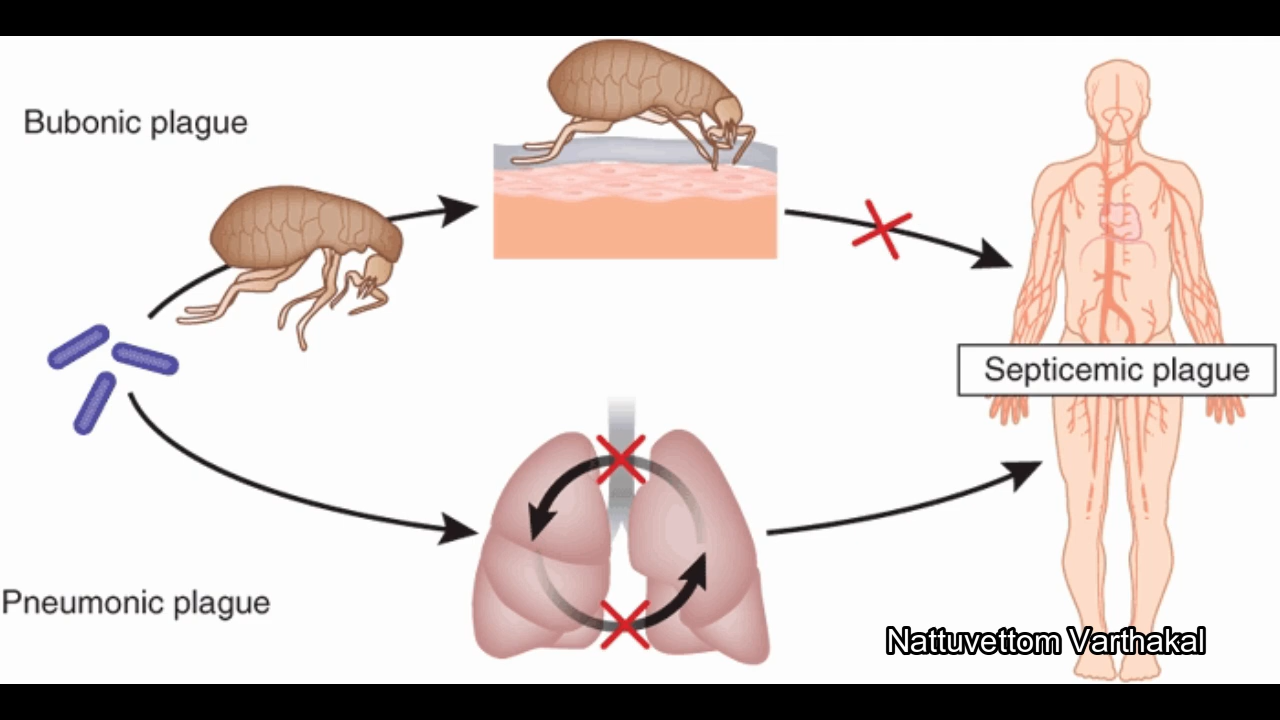 Bubonic plague
Septicemic plague
Pneumonic plague
Nattuvettom Varthakal